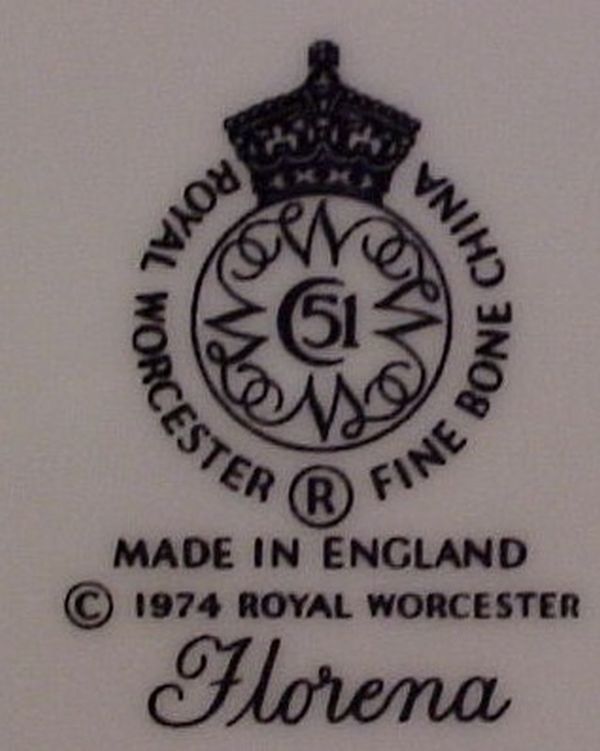 ROYAL WORCESTER ® FINE BONE CHINA
C51
MADE IN ENGLAND
© 1974 ROYAL WORCESTER
Florena